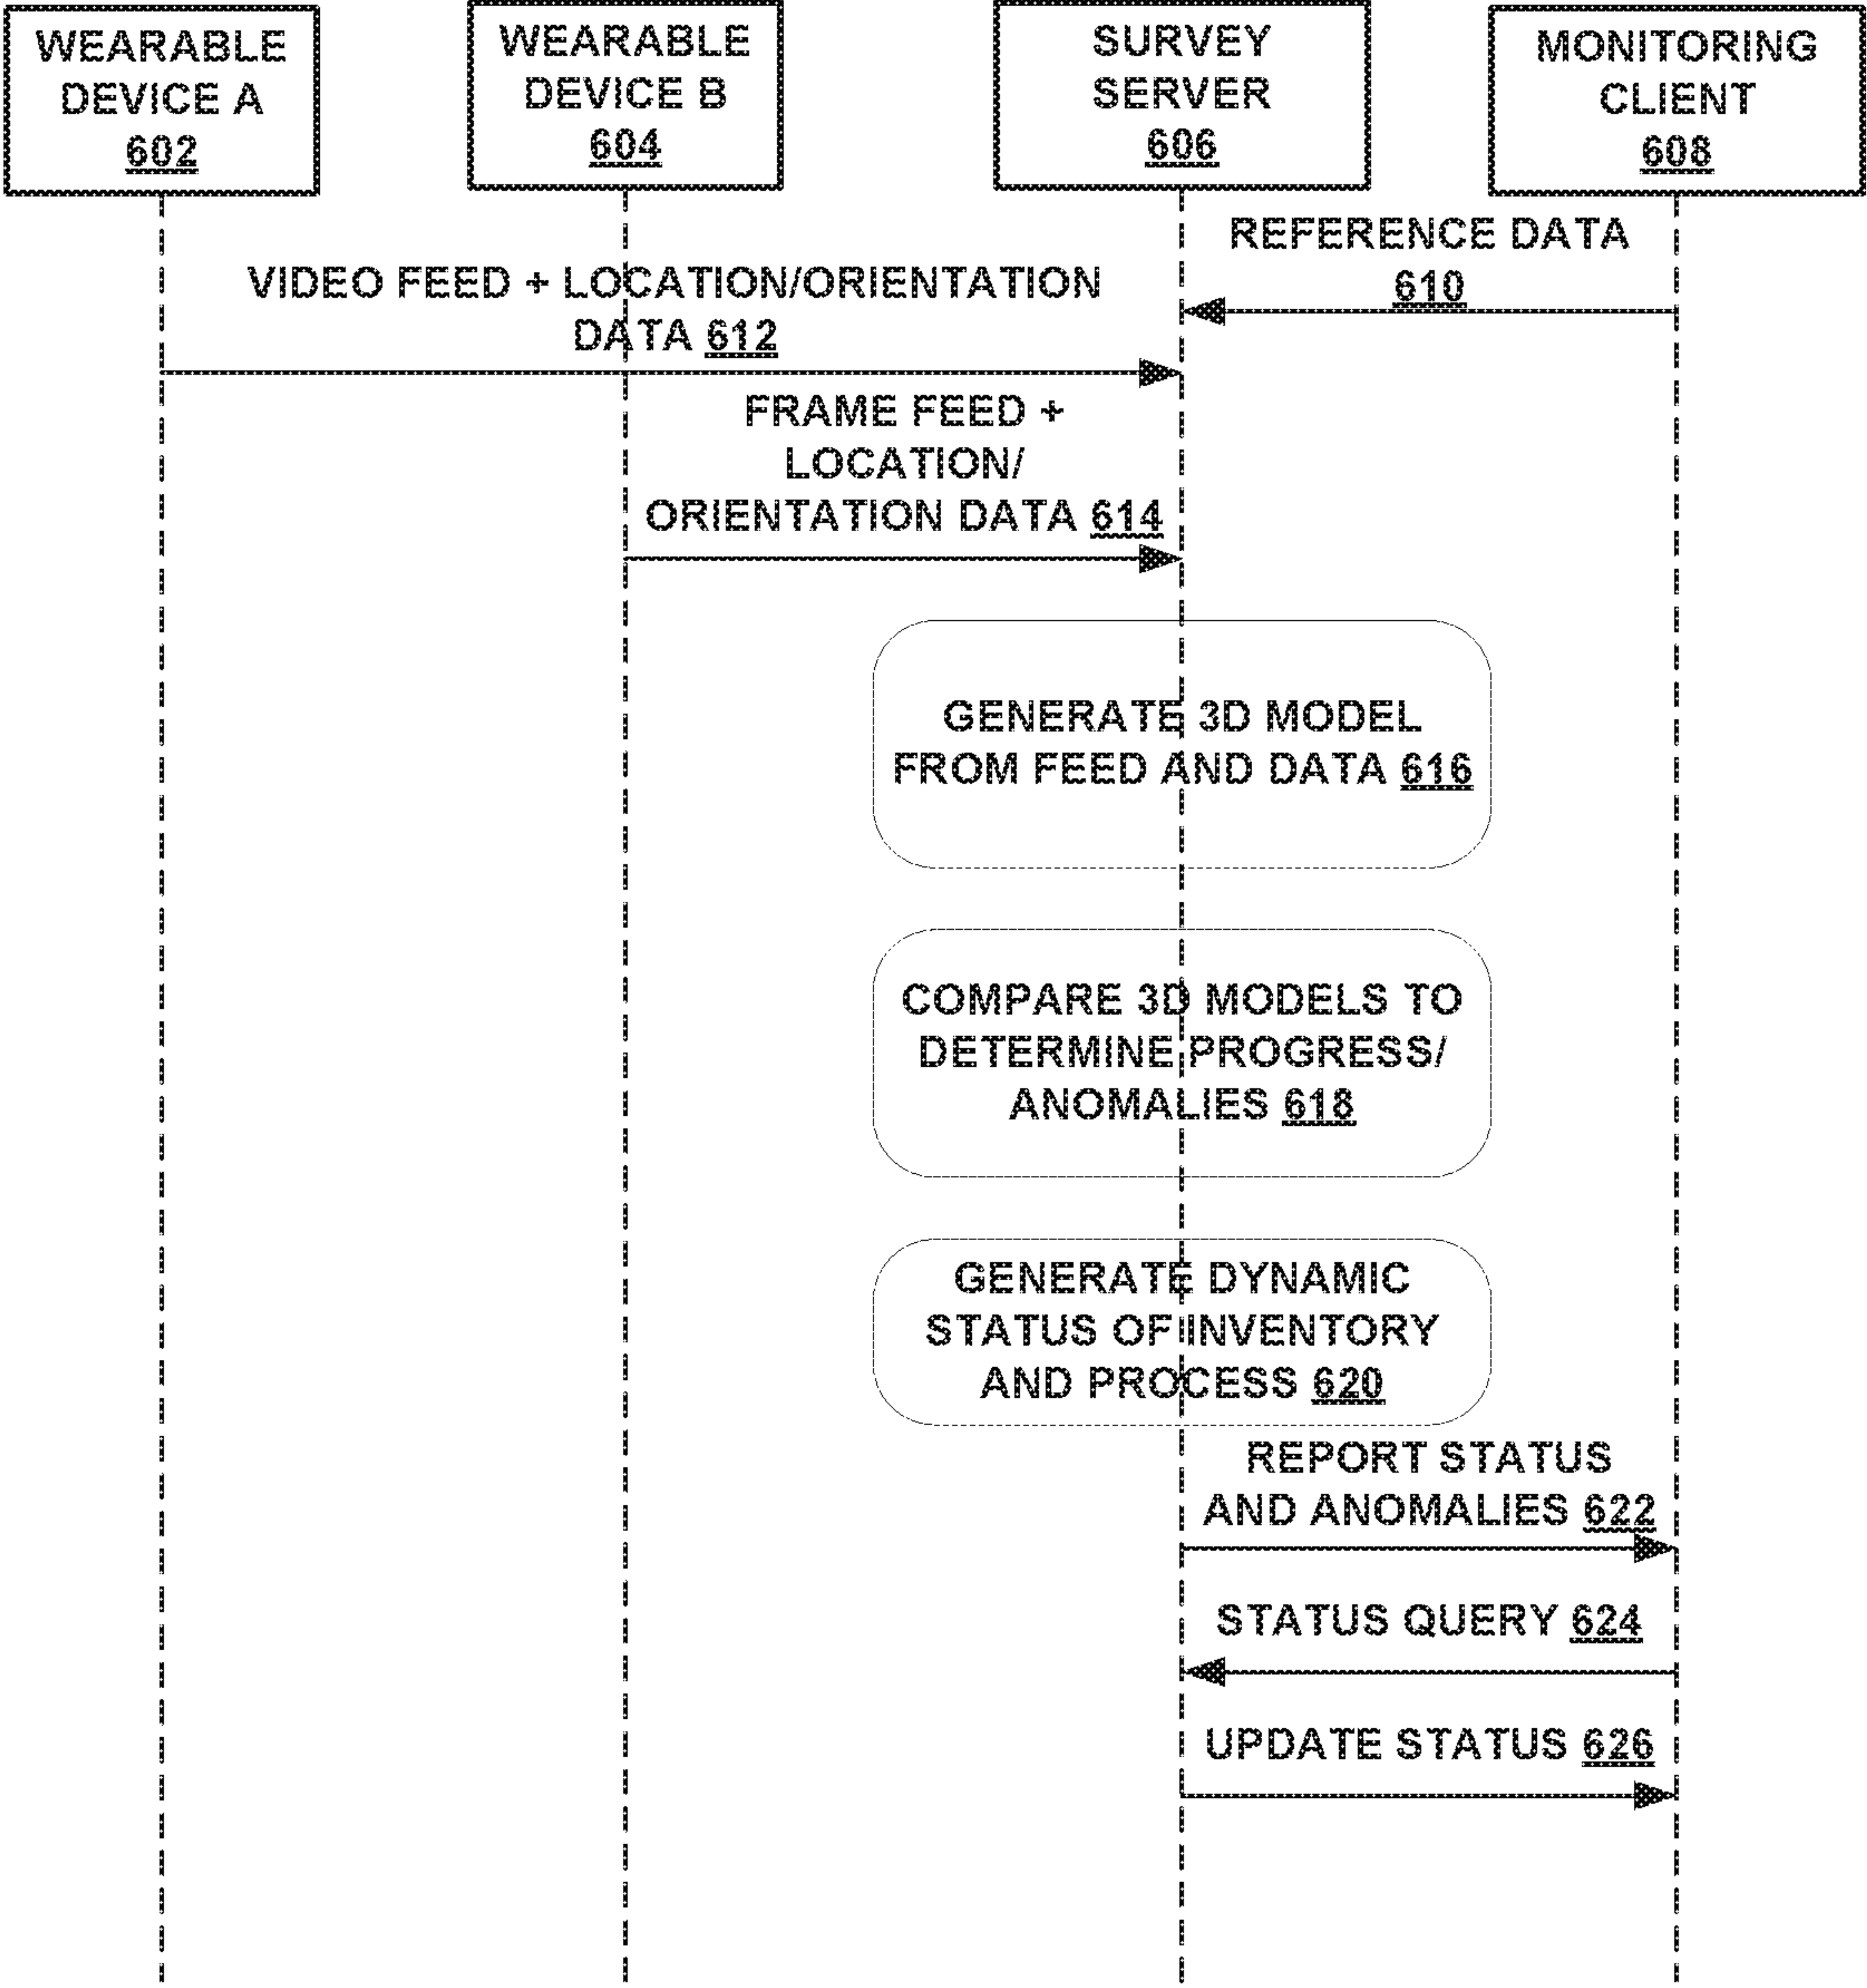 WEARABLE
DEVICE A
602
WEARABLE
DEVICE B
604
SURVEY
SERVER
606
MONITORING
CLIENT
608
REFERENCE DATA
610
VIDEO FEED + LOCATION/ORIENTATION
DATA 612
FRAME FEED +
LOCATION/
ORIENTATION DATA 614
GENERATE 3D MODEL
FROM FEED AND DATA 616
COMPARE 3D MODELS TO
DETERMINE PROGRESS/
ANOMALIES 618
GENERATE DYNAMIC
STATUS OF INVENTORY
AND PROCESS 620
REPORT STATUS
AND ANOMALIES 622
STATUS QUERY 624
UPDATE STATUS 626